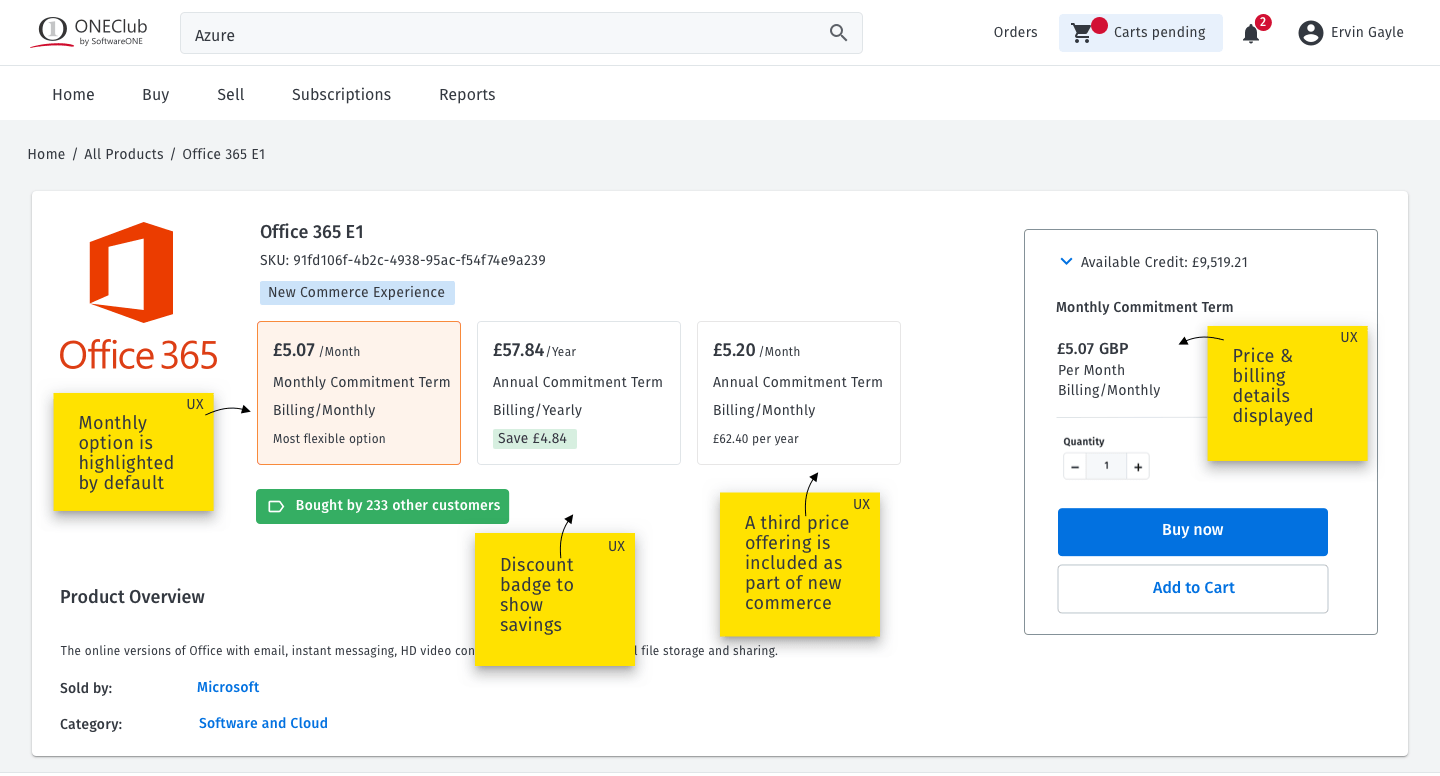 1 ONEClub
by SoftwareONE
Azure
Orders
Carts pending
2
Ervin Gayle
Home
Buy
Sell
Subscriptions
Reports
Home / All Products / Office 365 E1
Office 365
Office 365 E1
SKU: 91fd106f-4b2c-4938-95ac-f54f74e9a239
New Commerce Experience
£5.07 /Month
Monthly Commitment Term
Billing/Monthly
Most flexible option
£57.84/Year
Annual Commitment Term
Billing/Yearly
Save £4.84
£5.20 /Month
Annual Commitment Term
Billing/Monthly
£62.40 per year
UX
Monthly
option is
highlighted
by default
Bought by 233 other customers
UX
Discount
badge to
show
savings
UX
A third price
offering is
included as
part of new
commerce
Available Credit: £9,519.21
Monthly Commitment Term
£5.07 GBP
Per Month
Billing/Monthly
UX
Price &
billing
details
displayed
Quantity
− 1 +
Buy now
Add to Cart
Product Overview
The online versions of Office with email, instant messaging, HD video con
file storage and sharing.
Sold by:
Microsoft
Category:
Software and Cloud